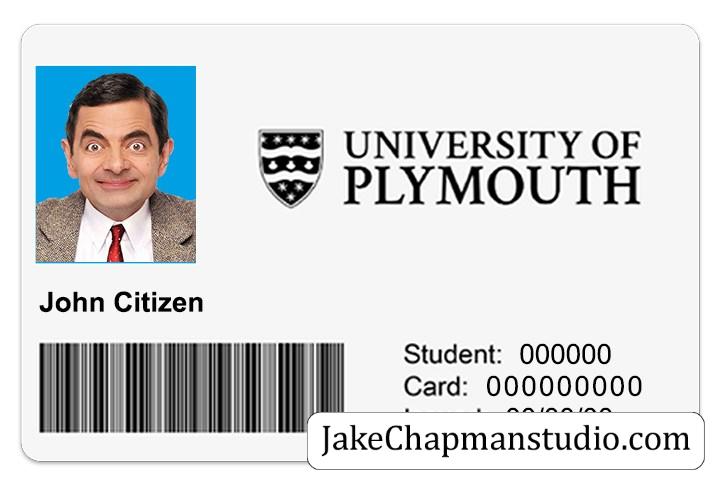 UNIVERSITY OF
PLYMOUTH
John Citizen
Student: 000000
Card: 000000000
JakeChapmanstudio.com